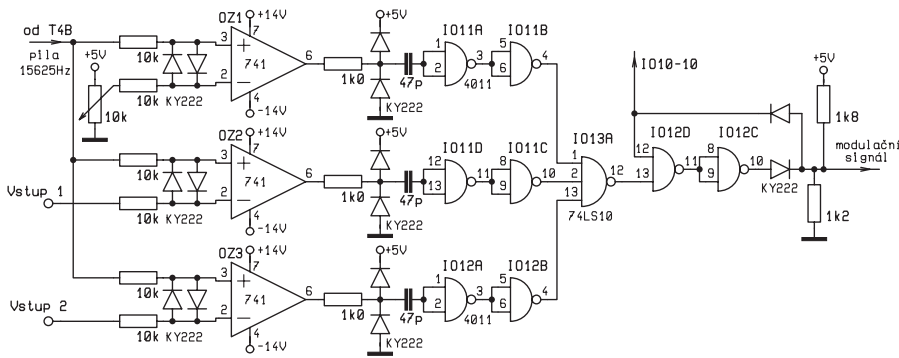 od T4B
píla
15625Hz
+5V
10k
10k
10k
KY222
OZ1
+14V
7
3
2
741
6
4
-14V
1k0
+5V
KY222
47p
IO11A
1
2
3
4011
IO11B
5
6
4
Vstup 1
10k
10k
KY222
OZ2
+14V
7
3
2
741
6
4
-14V
1k0
+5V
KY222
47p
IO11D
12
13
11
IO11C
8
9
10
Vstup 2
10k
10k
KY222
OZ3
+14V
7
3
2
741
6
4
-14V
1k0
+5V
KY222
47p
IO12A
1
2
3
4011
IO12B
5
6
4
IO13A
1
2
13
12
74LS10
IO10-10
IO12D
12
13
11
IO12C
8
9
10
KY222
+5V
1k8
1k2
modulační
signál